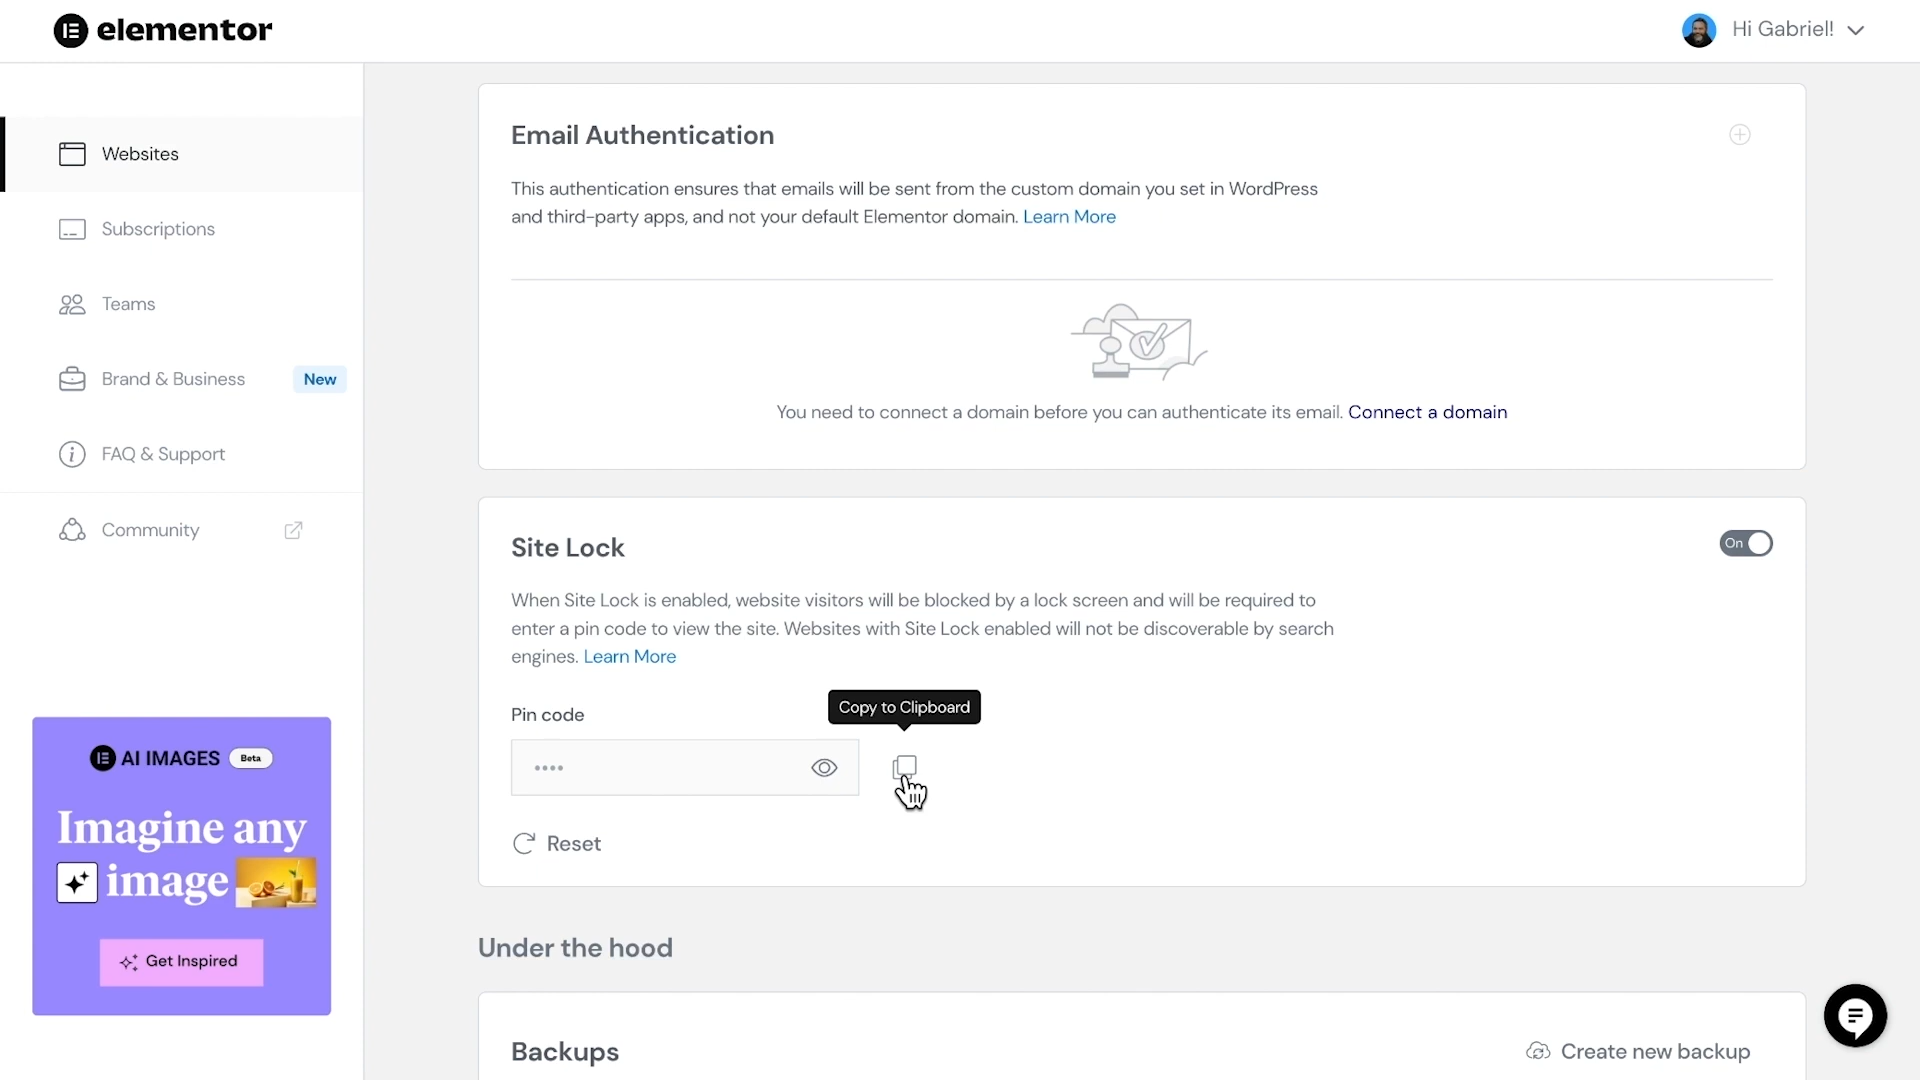 elementor
Hi Gabriel!
Websites
Subscriptions
Teams
Brand & Business New
FAQ & Support
Community
AI IMAGES Beta
Imagine any
image
Get Inspired
Email Authentication
This authentication ensures that emails will be sent from the custom domain you set in WordPress
and third-party apps, and not your default Elementor domain. Learn More
You need to connect a domain before you can authenticate its email. Connect a domain
Site Lock
On
When Site Lock is enabled, website visitors will be blocked by a lock screen and will be required to
enter a pin code to view the site. Websites with Site Lock enabled will not be discoverable by search
engines. Learn More
Copy to Clipboard
Pin code
••••
Reset
Under the hood
Backups
Create new backup